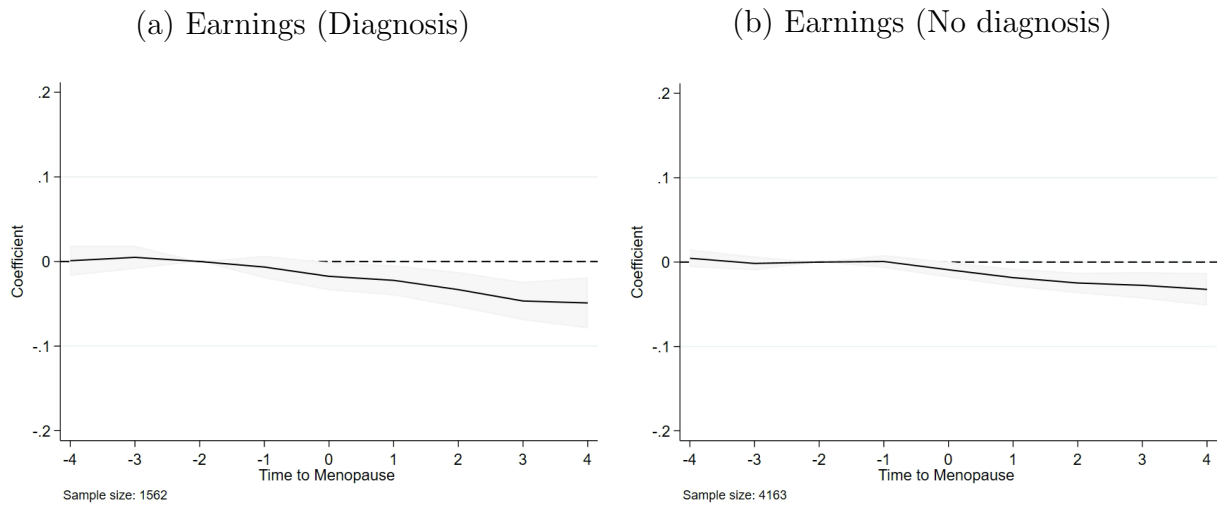 (a) Earnings (Diagnosis)
.2
.1
0
-.1
-.2
Coefficient
-4 -3 -2 -1 0 1 2 3 4
Time to Menopause
Sample size: 1562
(b) Earnings (No diagnosis)
.2
.1
0
-.1
-.2
Coefficient
-4 -3 -2 -1 0 1 2 3 4
Time to Menopause
Sample size: 4163